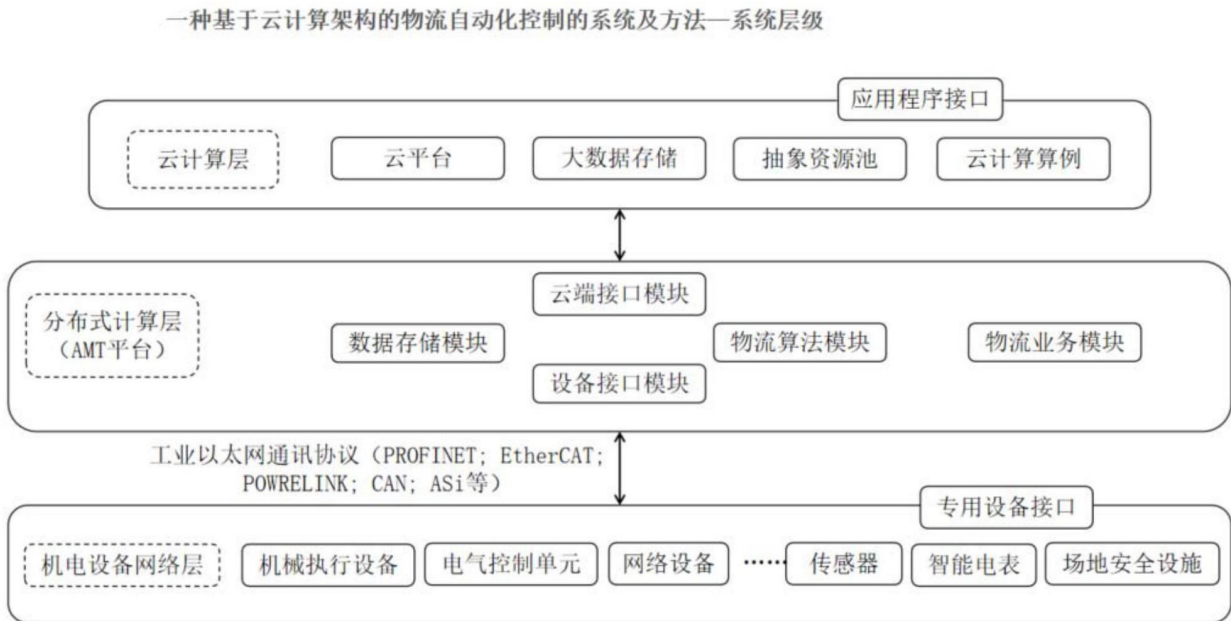 一种基于云计算架构的物流自动化控制的系统及方法—系统层级
应用程序接口
云计算层
云平台
大数据存储
抽象资源池
云计算算例
云端接口模块
分布式计算层
（AMT平台）
数据存储模块
物流算法模块
物流业务模块
设备接口模块
工业以太网通讯协议（PROFINET; EtherCAT;
POWRELINK; CAN; ASi等）
专用设备接口
机电设备网络层
机械执行设备
电气控制单元
网络设备
……
传感器
智能电表
场地安全设施